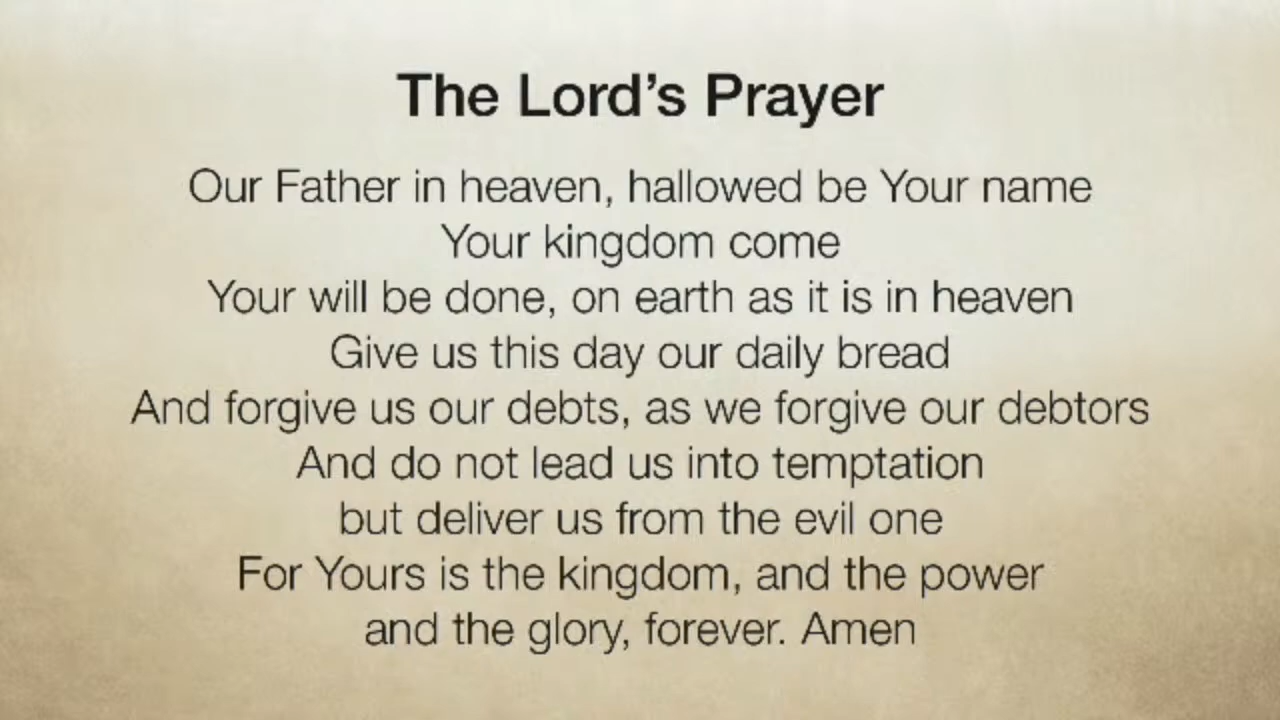 The Lord’s Prayer
Our Father in heaven, hallowed be Your name
Your kingdom come
Your will be done, on earth as it is in heaven
Give us this day our daily bread
And forgive us our debts, as we forgive our debtors
And do not lead us into temptation
but deliver us from the evil one
For Yours is the kingdom, and the power
and the glory, forever. Amen